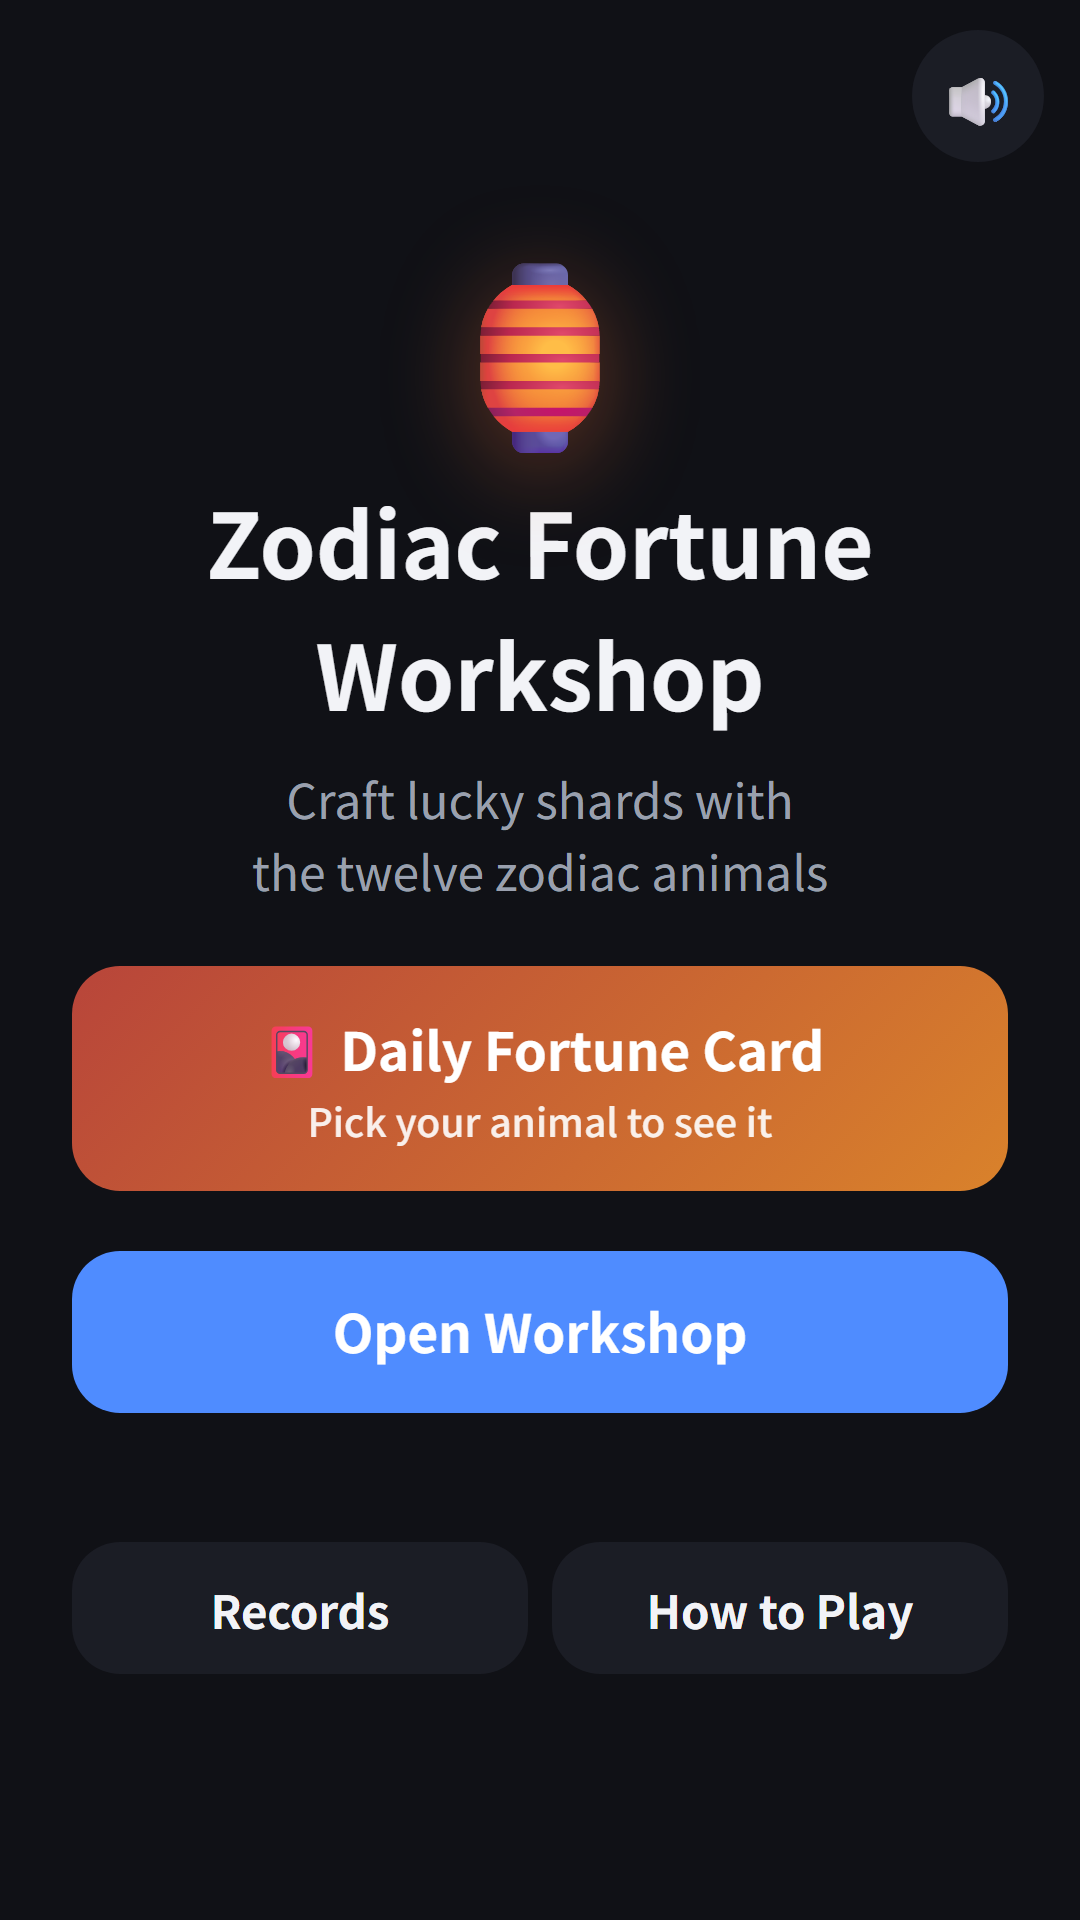 Zodiac Fortune
Workshop
Craft lucky shards with
the twelve zodiac animals
Daily Fortune Card
Pick your animal to see it
Open Workshop
Records
How to Play